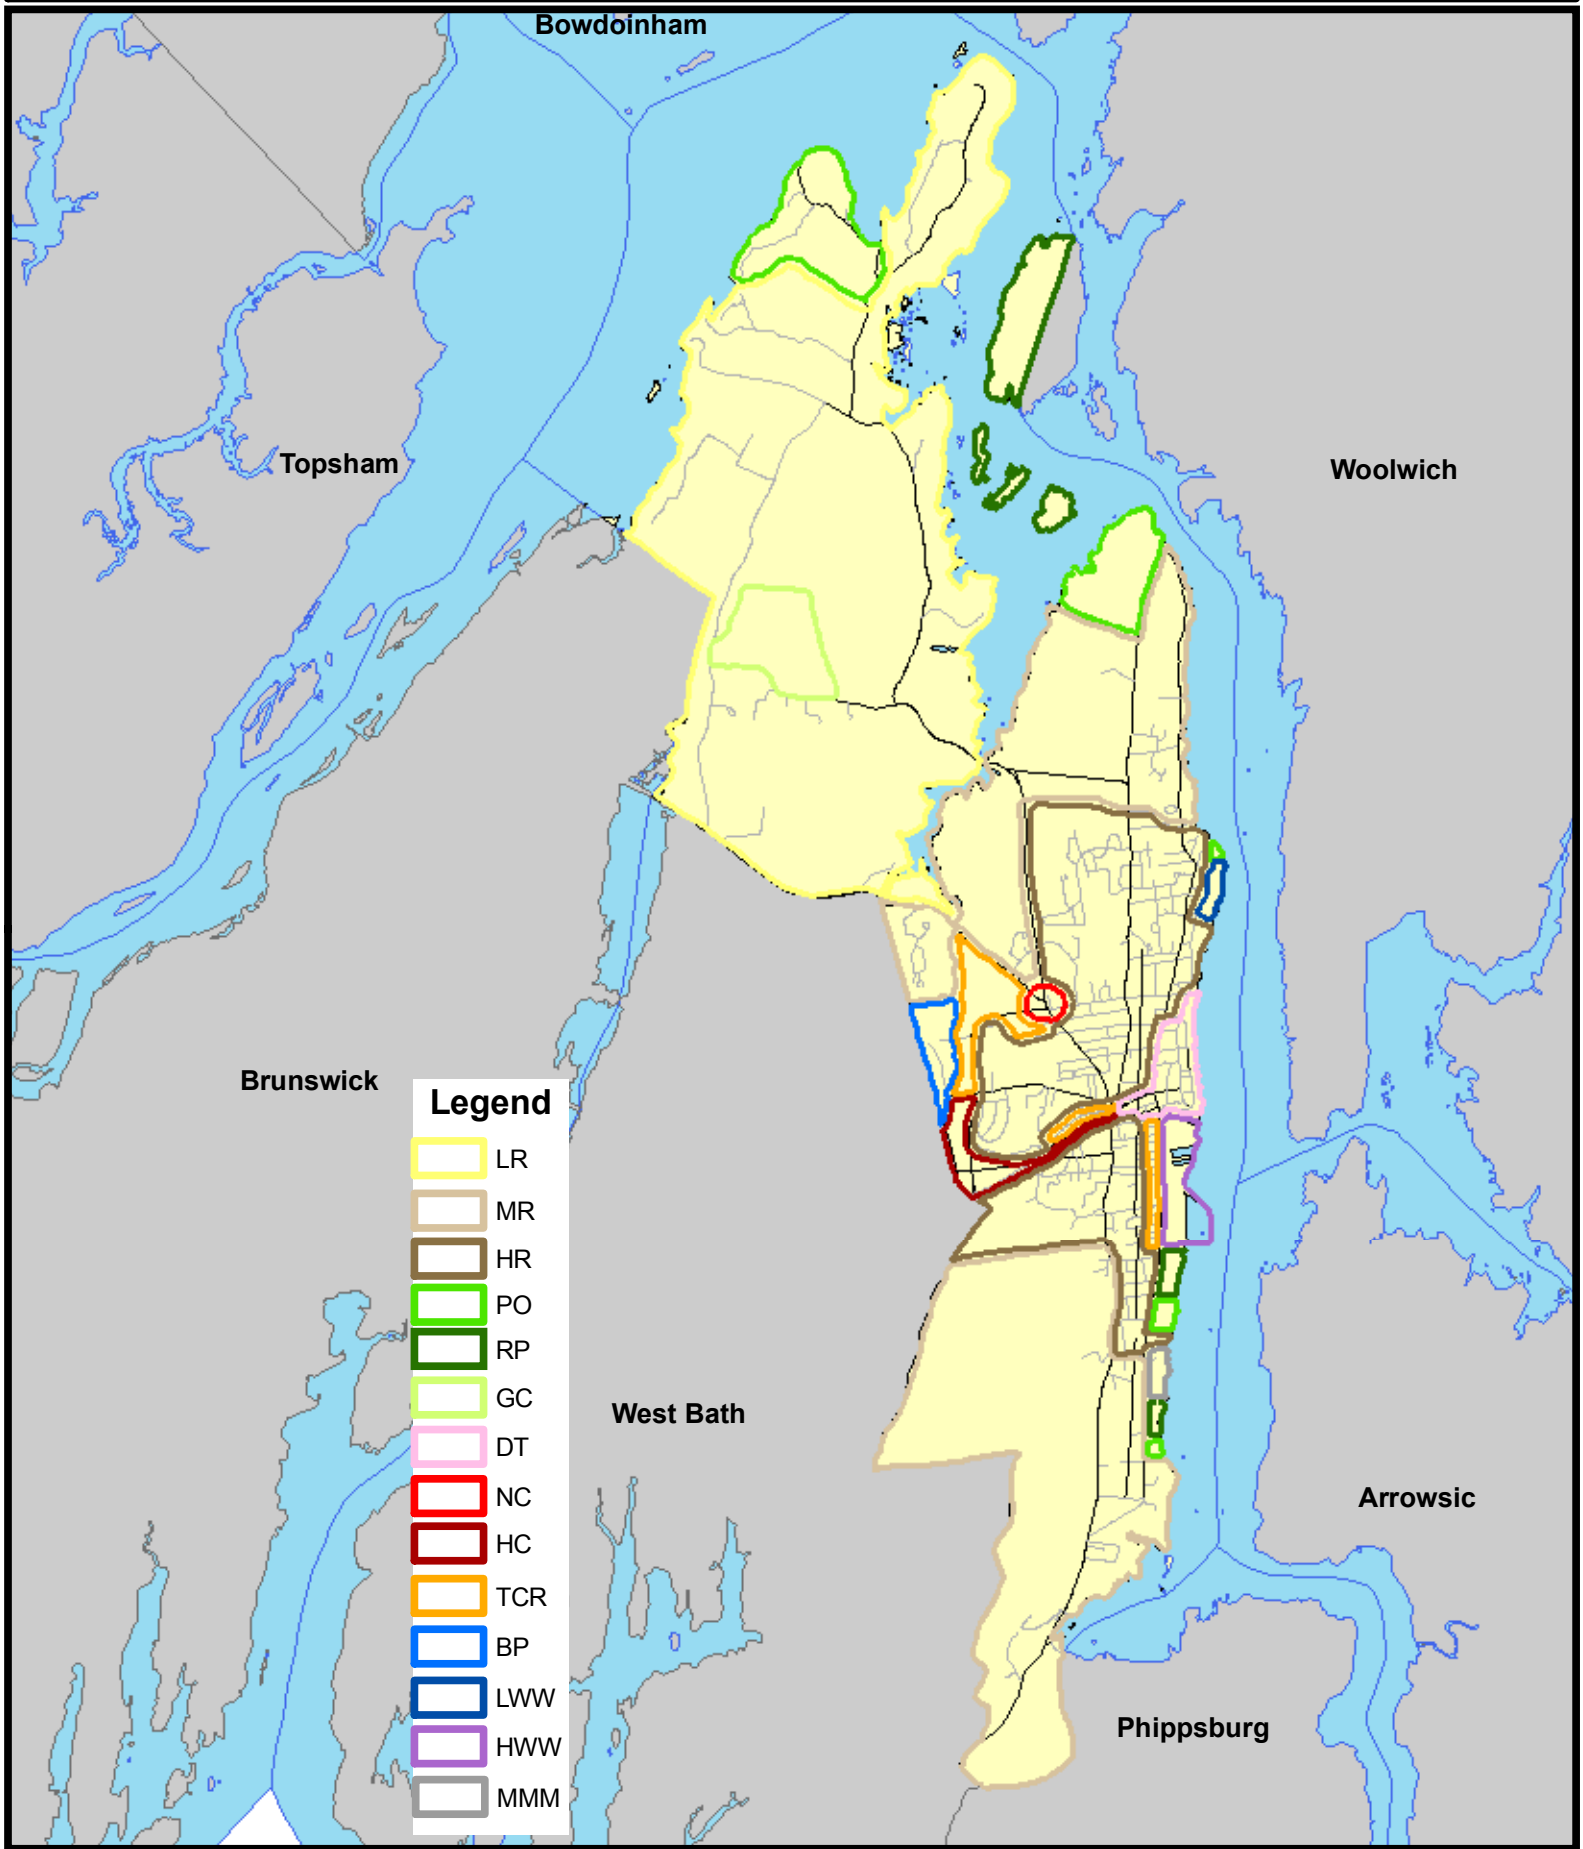 Bowdoinham
Topsham
Woolwich
Brunswick
Legend
LR
MR
HR
PO
RP
GC
DT
NC
HC
TCR
BP
LWW
HWW
MMM
West Bath
Arrowsic
Phippsburg